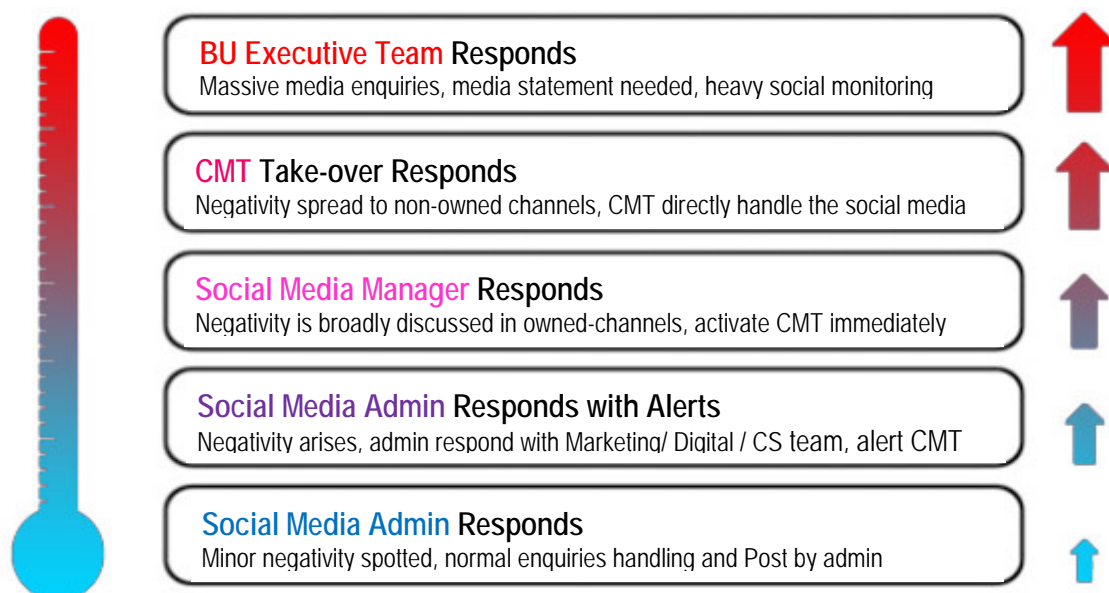 BU Executive Team Responds
Massive media enquiries, media statement needed, heavy social monitoring
CMT Take-over Responds
Negativity spread to non-owned channels, CMT directly handle the social media
Social Media Manager Responds
Negativity is broadly discussed in owned-channels, activate CMT immediately
Social Media Admin Responds with Alerts
Negativity arises, admin respond with Marketing/ Digital / CS team, alert CMT
Social Media Admin Responds
Minor negativity spotted, normal enquiries handling and Post by admin